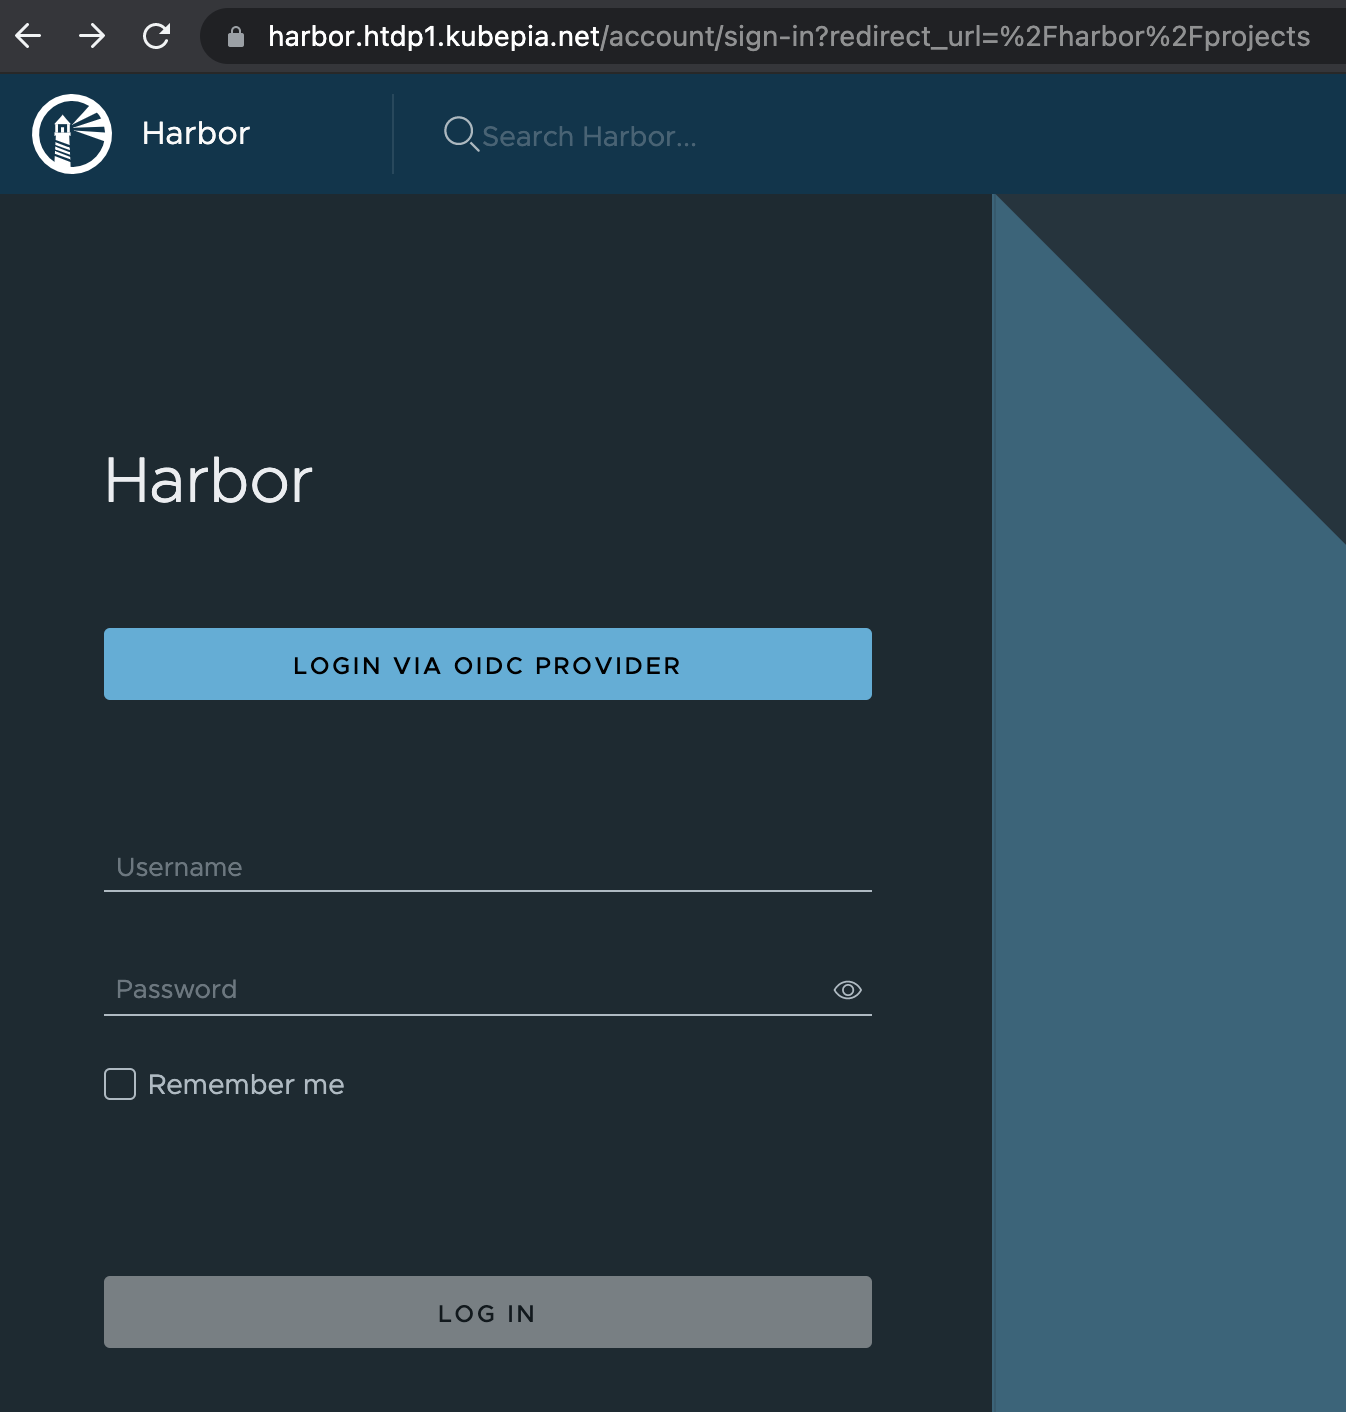 harbor.htdp1.kubepia.net/account/sign-in?redirect_url=%2Fharbor%2Fprojects
Harbor
Search Harbor...
Harbor
LOGIN VIA OIDC PROVIDER
Username
Password
Remember me
LOG IN